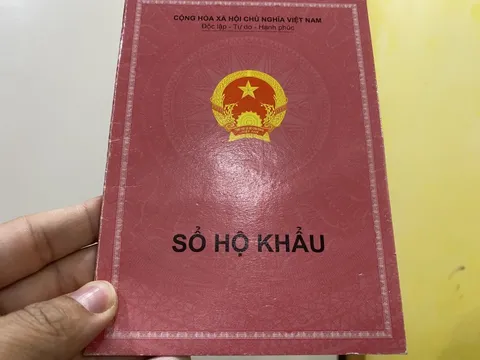 CỘNG HÒA XÃ HỘI CHỦ NGHĨA VIỆT NAM
Độc lập - Tự do - Hạnh phúc
SỔ HỘ KHẨU